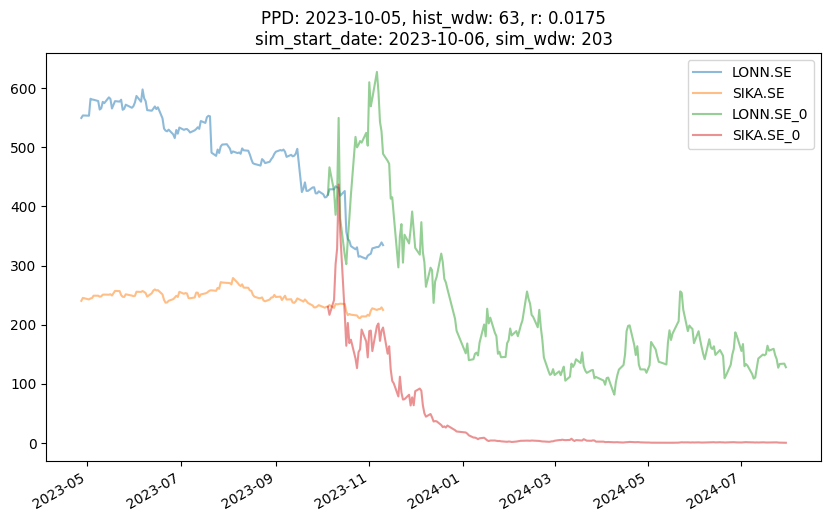 PPD: 2023-10-05, hist_wdw: 63, r: 0.0175
sim_start_date: 2023-10-06, sim_wdw: 203
LONN.SE
SIKA.SE
LONN.SE_0
SIKA.SE_0
600
500
400
300
200
100
0
2023-05
2023-07
2023-09
2023-11
2024-01
2024-03
2024-05
2024-07